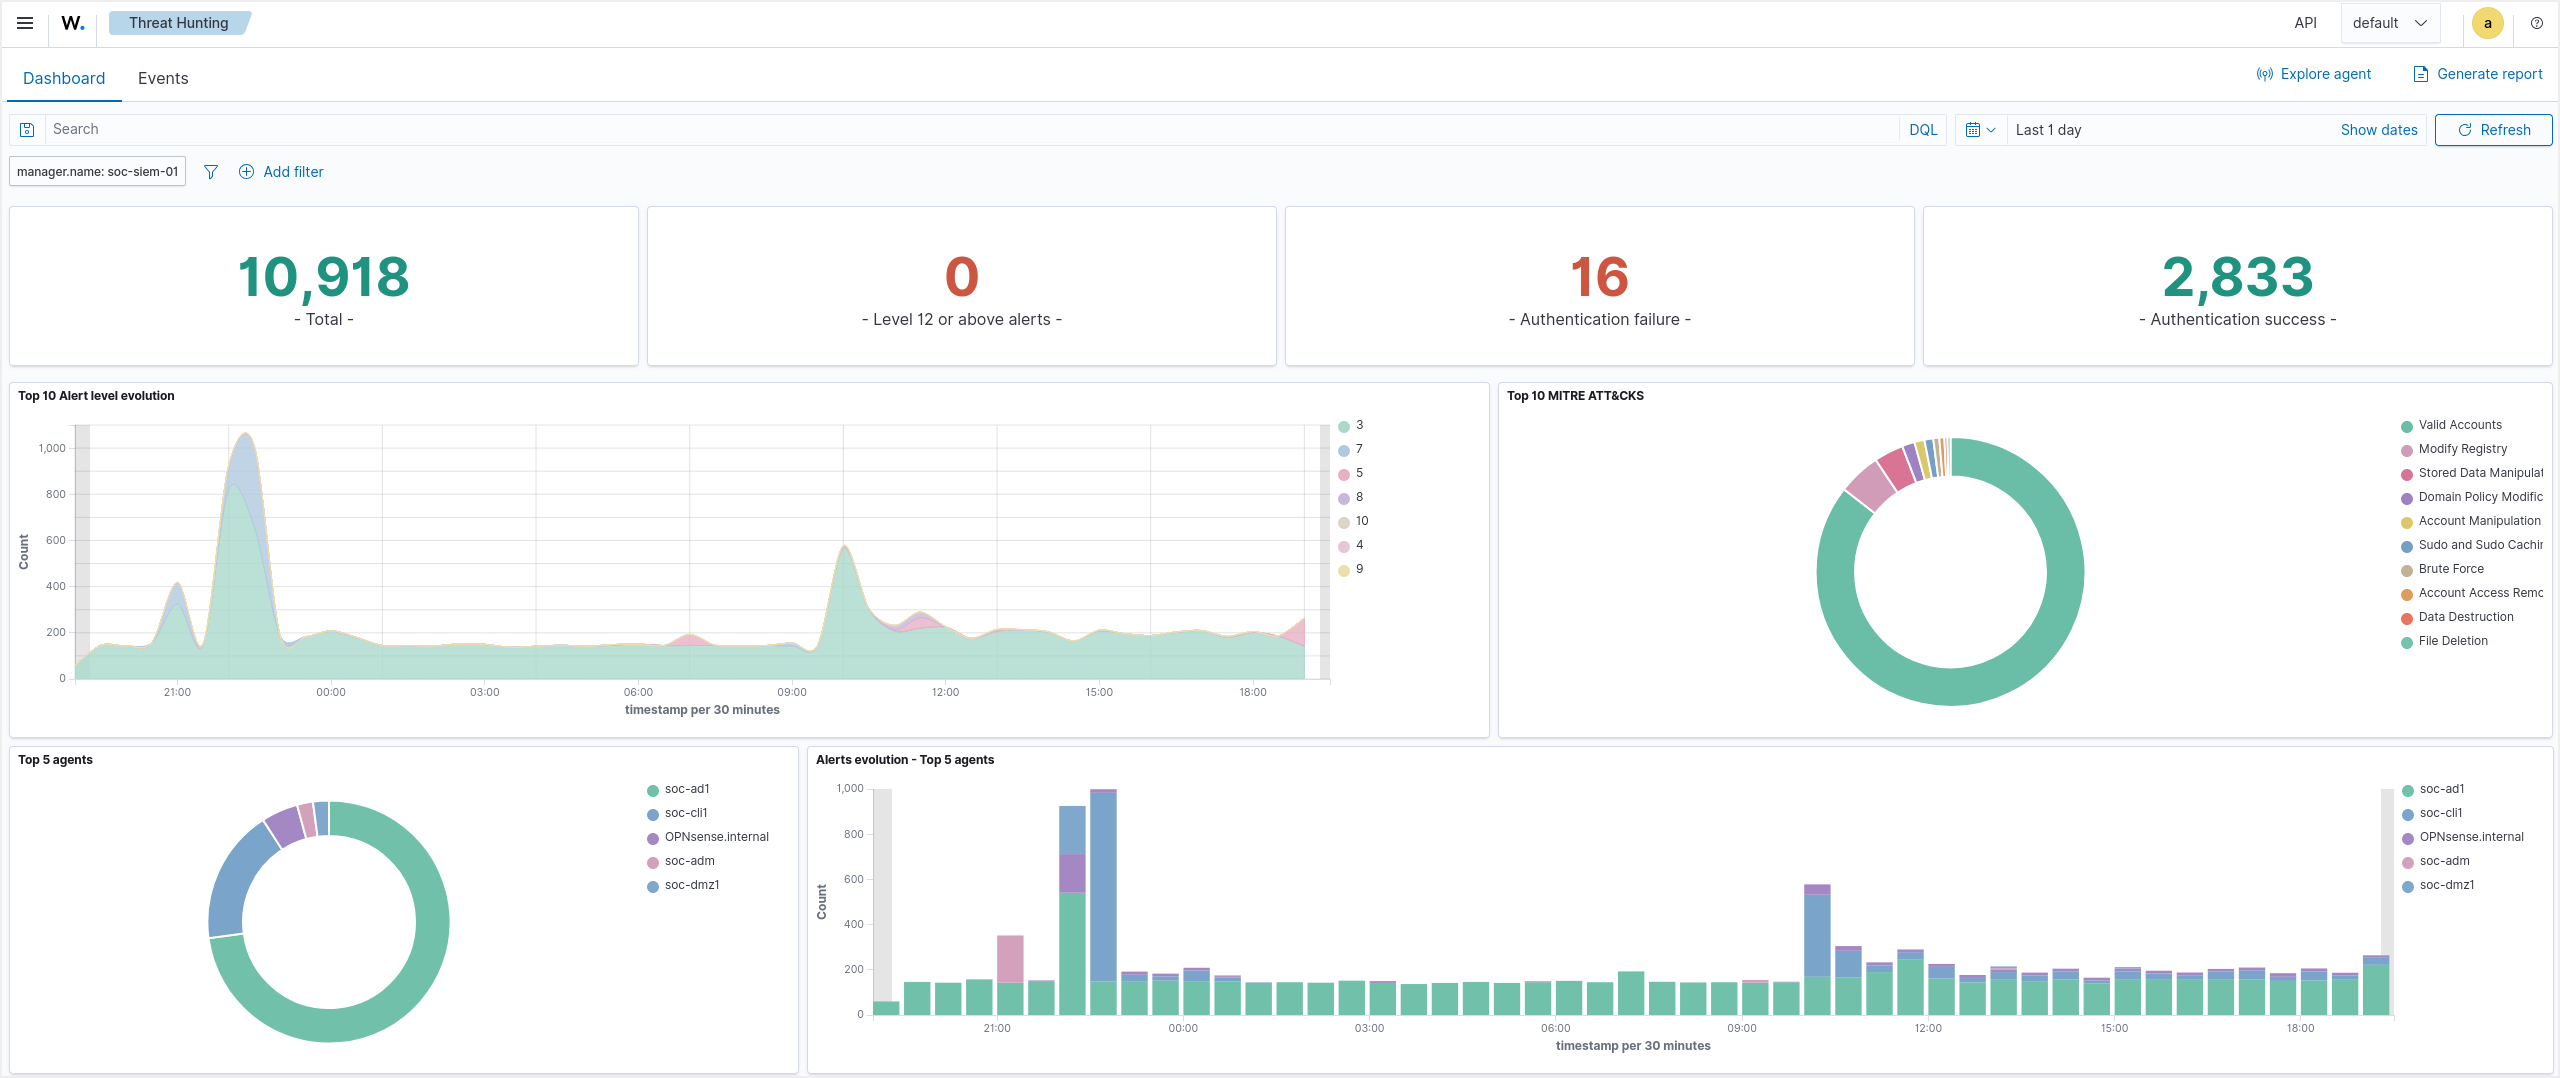 W.
Threat Hunting
API
default
a
Dashboard
Events
Explore agent
Generate report
Search
DQL
Last 1 day
Show dates
Refresh
manager.name: soc-siem-01
Add filter
10,918
- Total -
0
- Level 12 or above alerts -
16
- Authentication failure -
2,833
- Authentication success -
Top 10 Alert level evolution
Count
1,000
800
600
400
200
0
21:00
00:00
03:00
06:00
09:00
12:00
15:00
18:00
timestamp per 30 minutes
3
7
5
8
10
4
9
Top 10 MITRE ATT&CKS
Valid Accounts
Modify Registry
Stored Data Manipulat
Domain Policy Modific
Account Manipulation
Sudo and Sudo Cachin
Brute Force
Account Access Remo
Data Destruction
File Deletion
Top 5 agents
soc-ad1
soc-cli1
OPNsense.internal
soc-adm
soc-dmz1
Alerts evolution - Top 5 agents
Count
1,000
800
600
400
200
0
21:00
00:00
03:00
06:00
09:00
12:00
15:00
18:00
timestamp per 30 minutes
soc-ad1
soc-cli1
OPNsense.internal
soc-adm
soc-dmz1